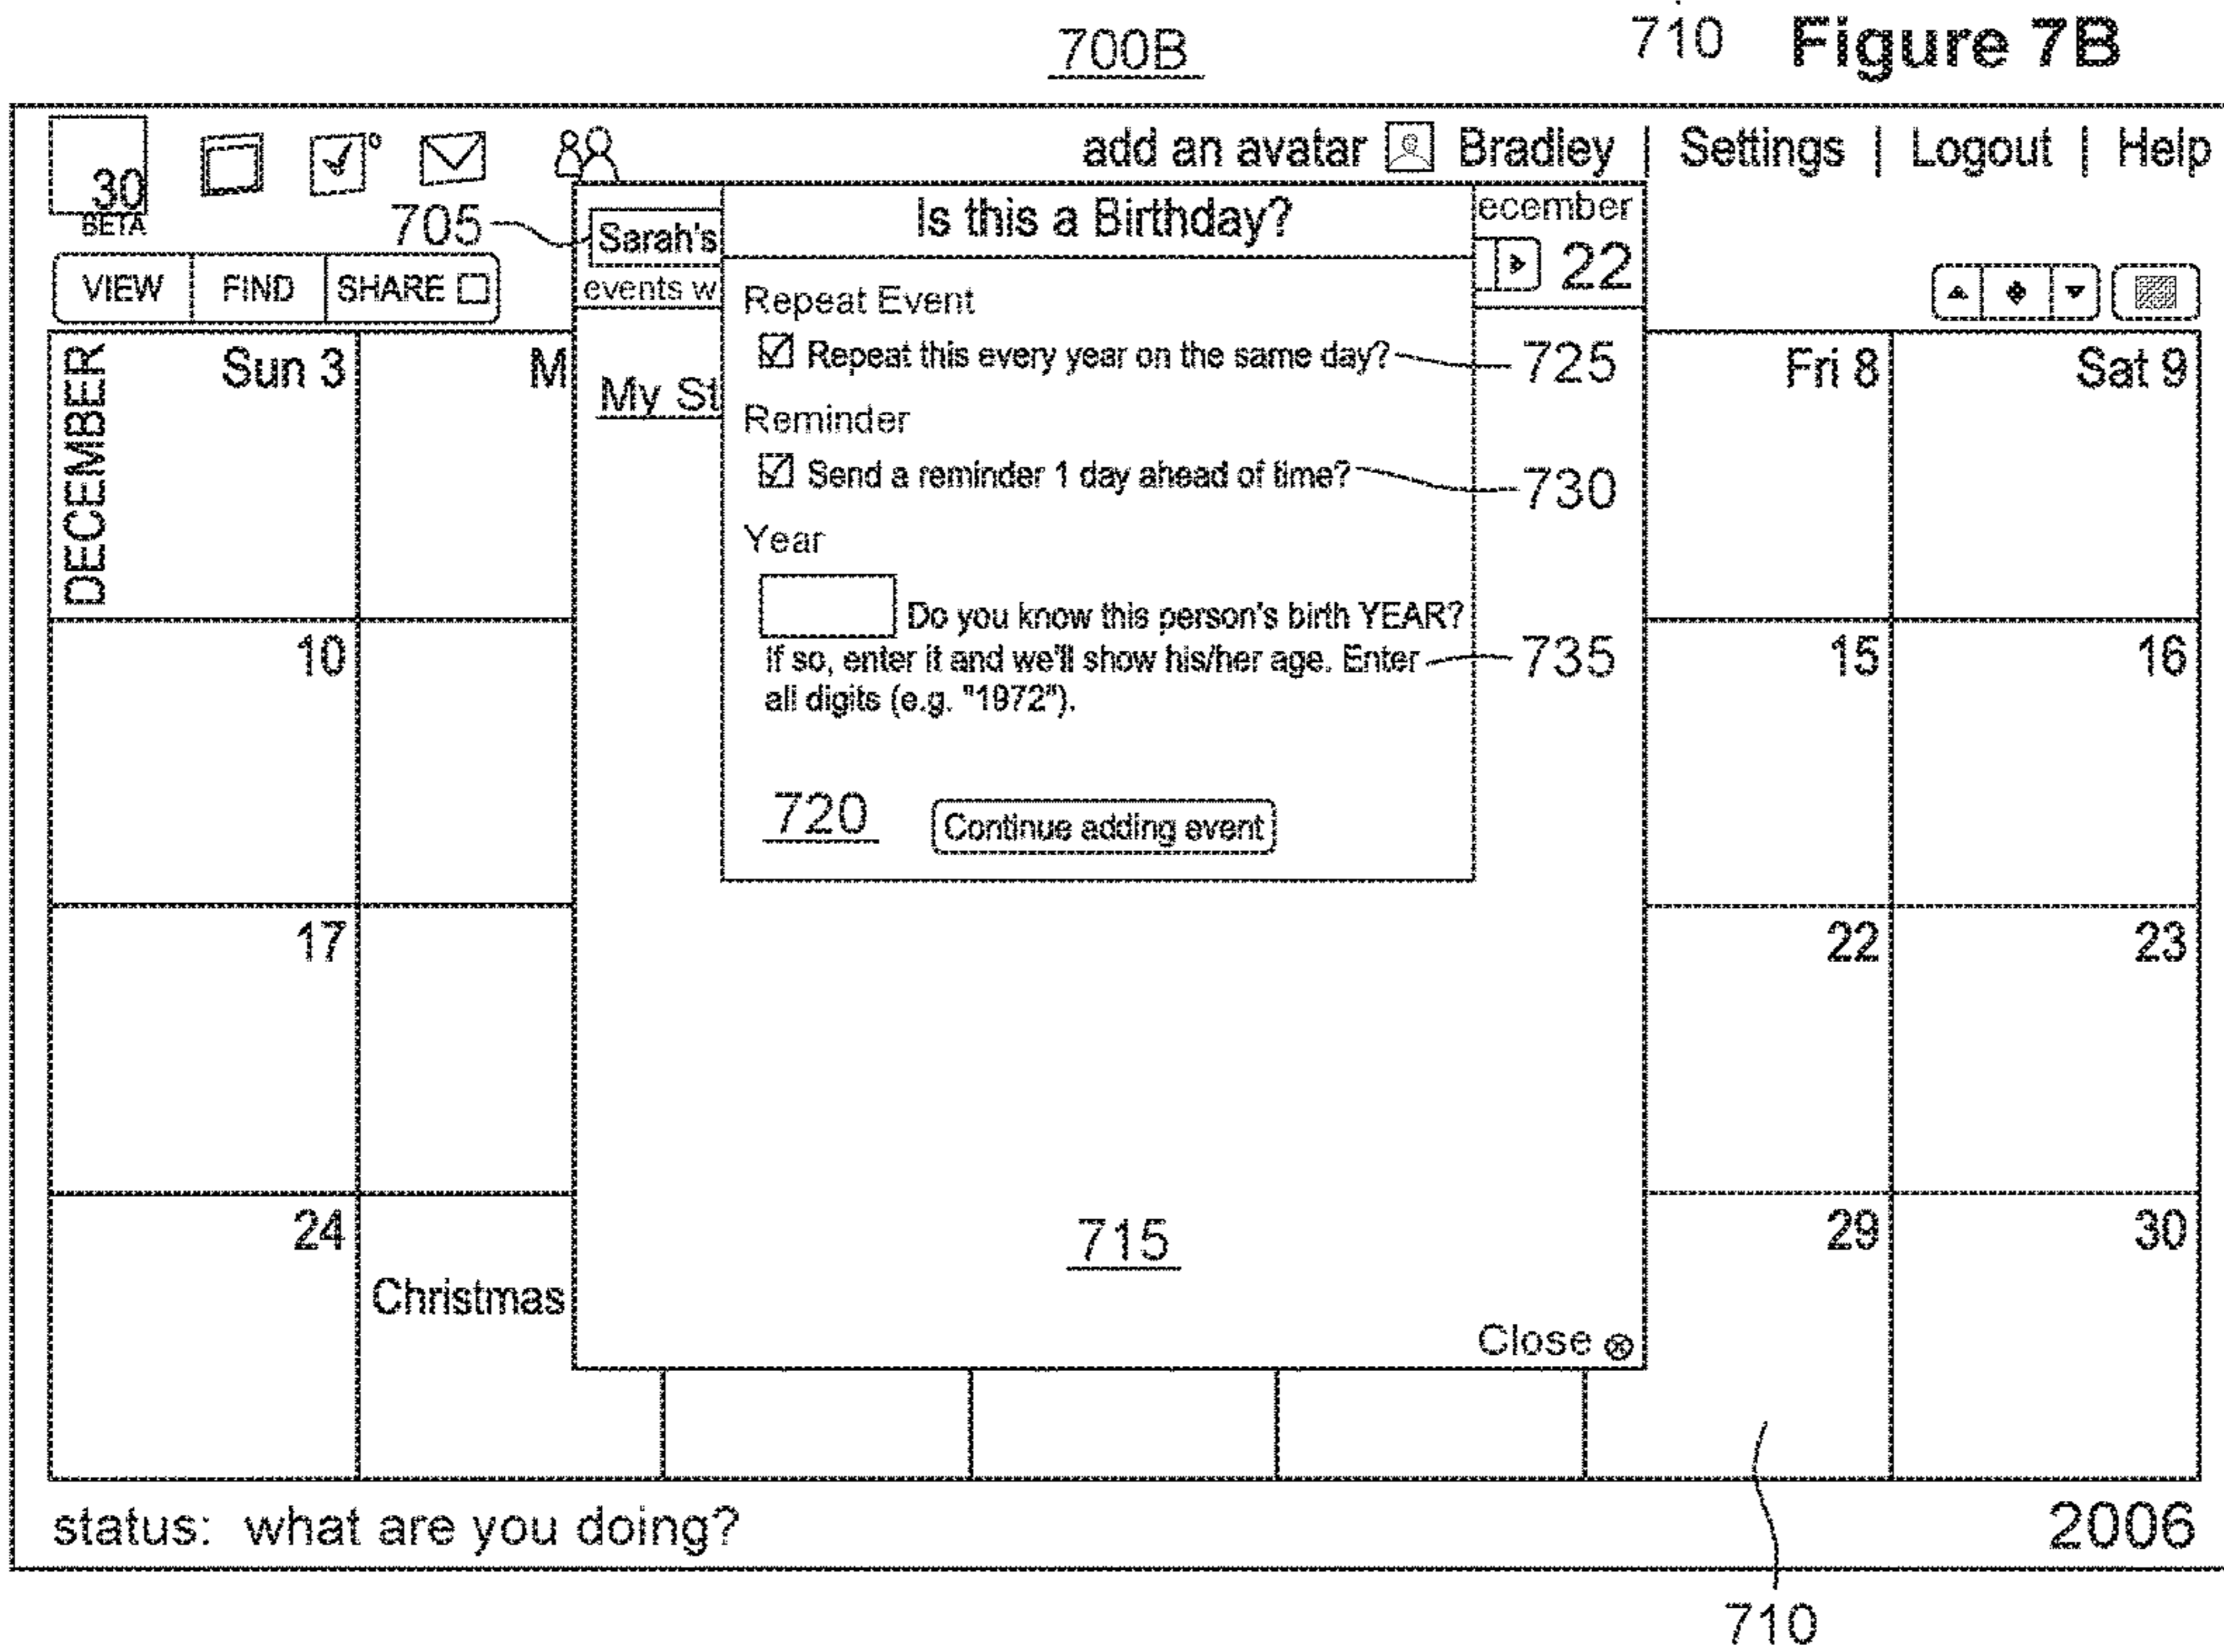 700B
710 Figure 7B
30
BETA
add an avatar Bradley | Settings | Logout | Help
705
Sarah's
events w
Is this a Birthday?
ecember
22
VIEW FIND SHARE
Repeat Event
Repeat this every year on the same day? 725
Reminder
Send a reminder 1 day ahead of time? 730
Year
Do you know this person's birth YEAR?
If so, enter it and we'll show his/her age. Enter 735
all digits (e.g. "1972").
720 Continue adding event
My St
DECEMBER
Sun 3 M Fri 8 Sat 9
10 15 16
17 22 23
24 29 30
Christmas
715
Close
status: what are you doing? 2006
710